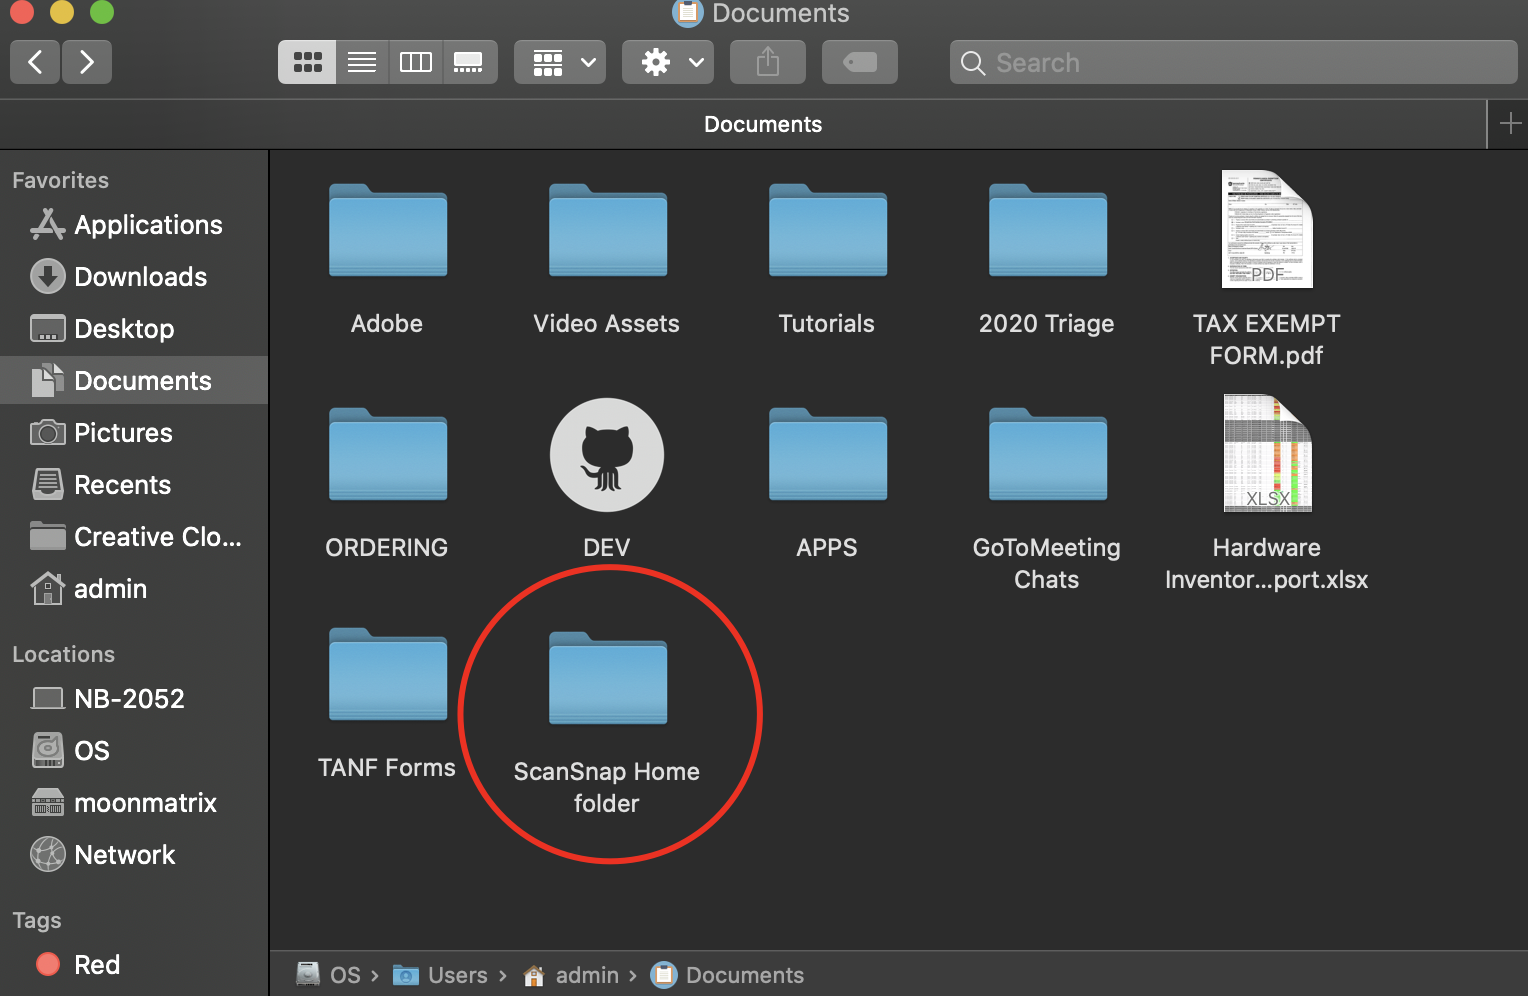 Documents
Search
Documents
Favorites
Applications
Downloads
Desktop
Documents
Pictures
Recents
Creative Clo...
admin
Locations
NB-2052
OS
moonmatrix
Network
Tags
Red
Adobe
Video Assets
Tutorials
2020 Triage
PDF
TAX EXEMPT
FORM.pdf
ORDERING
DEV
APPS
GoToMeeting
Chats
XLSX
Hardware
Inventor...port.xlsx
TANF Forms
ScanSnap Home
folder
OS › Users › admin › Documents